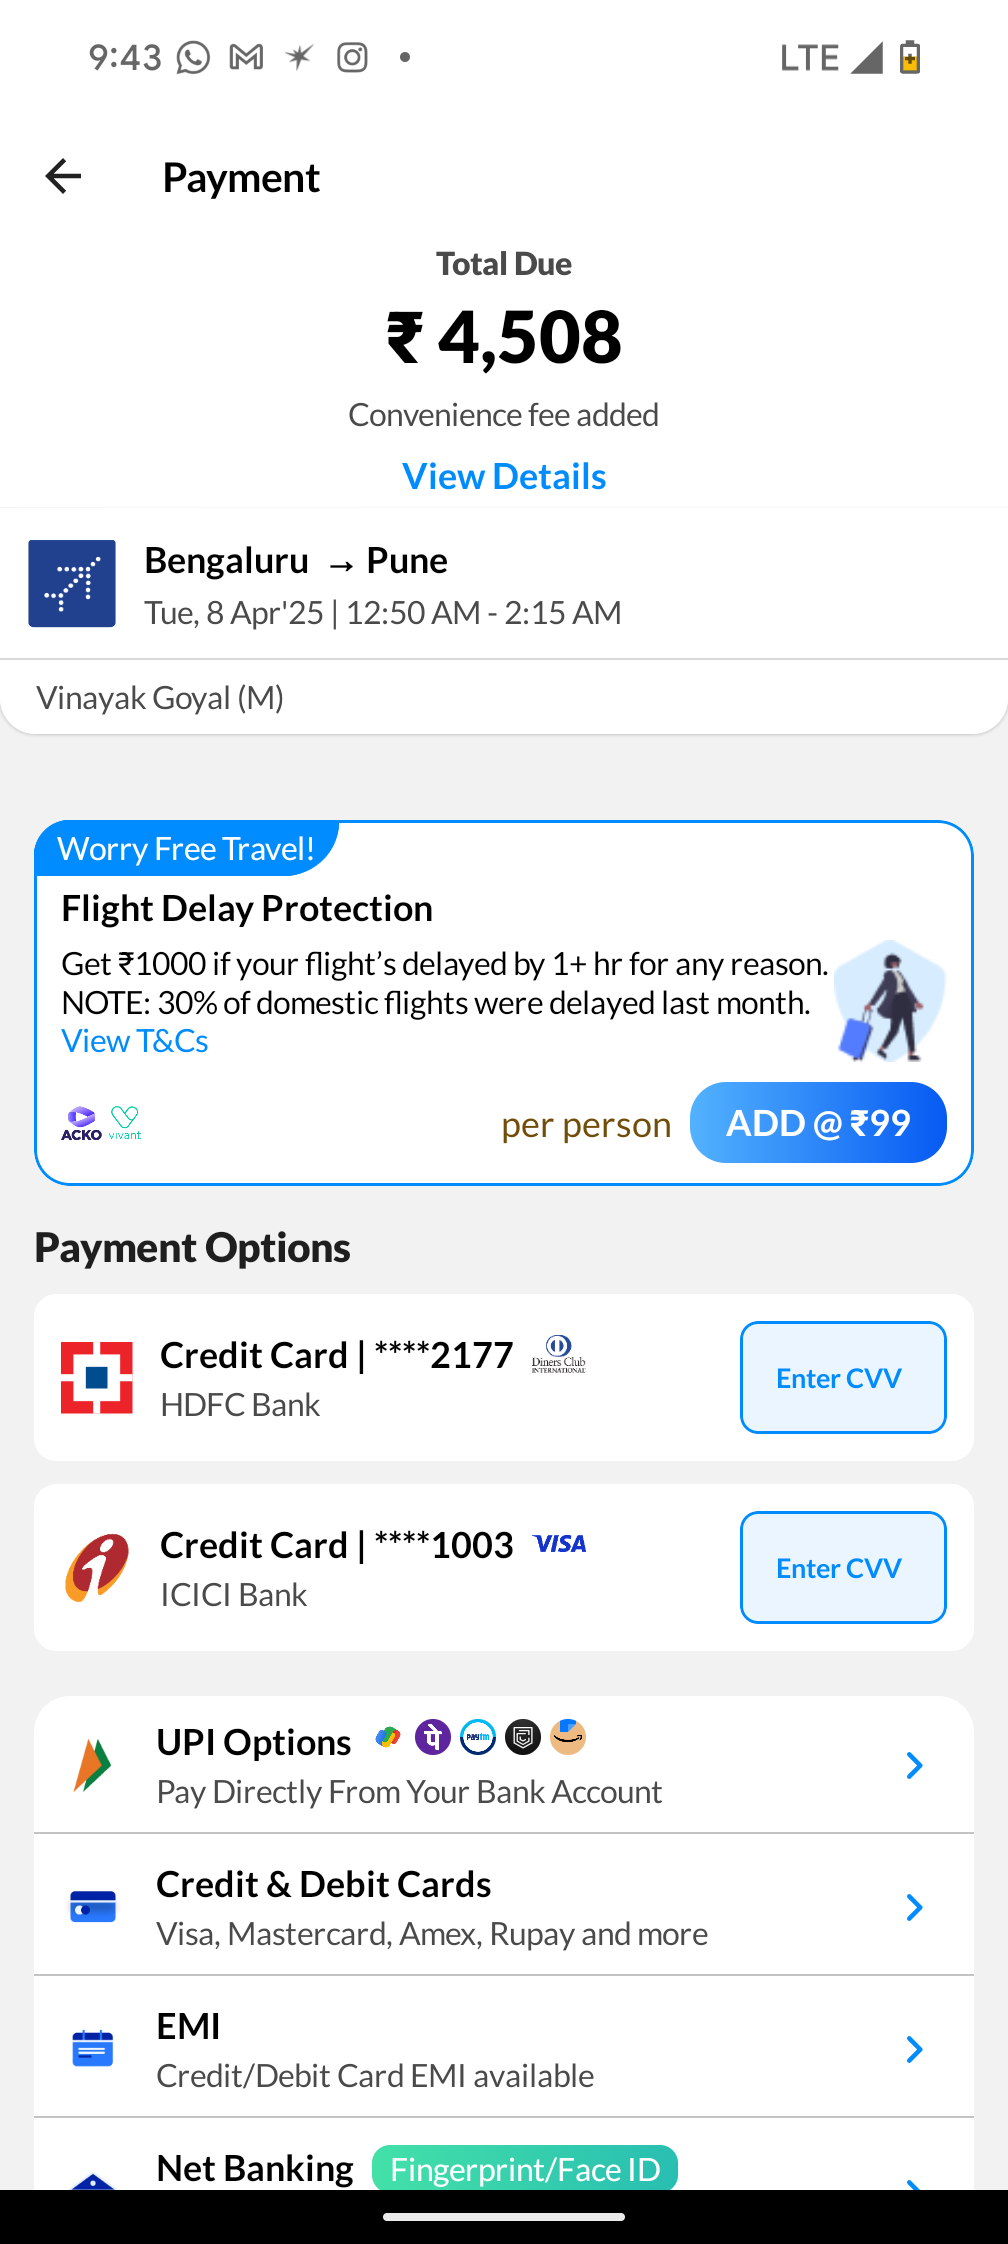 9:43
LTE
Payment
Total Due
₹ 4,508
Convenience fee added
View Details
Bengaluru → Pune
Tue, 8 Apr'25 | 12:50 AM - 2:15 AM
Vinayak Goyal (M)
Worry Free Travel!
Flight Delay Protection
Get ₹1000 if your flight's delayed by 1+ hr for any reason.
NOTE: 30% of domestic flights were delayed last month.
View T&Cs
ACKO vivant
per person ADD @ ₹99
Payment Options
Credit Card | ****2177 Diners Club INTERNATIONAL
HDFC Bank
Enter CVV
Credit Card | ****1003 VISA
ICICI Bank
Enter CVV
UPI Options पे paytm
Pay Directly From Your Bank Account
Credit & Debit Cards
Visa, Mastercard, Amex, Rupay and more
EMI
Credit/Debit Card EMI available
Net Banking Fingerprint/Face ID